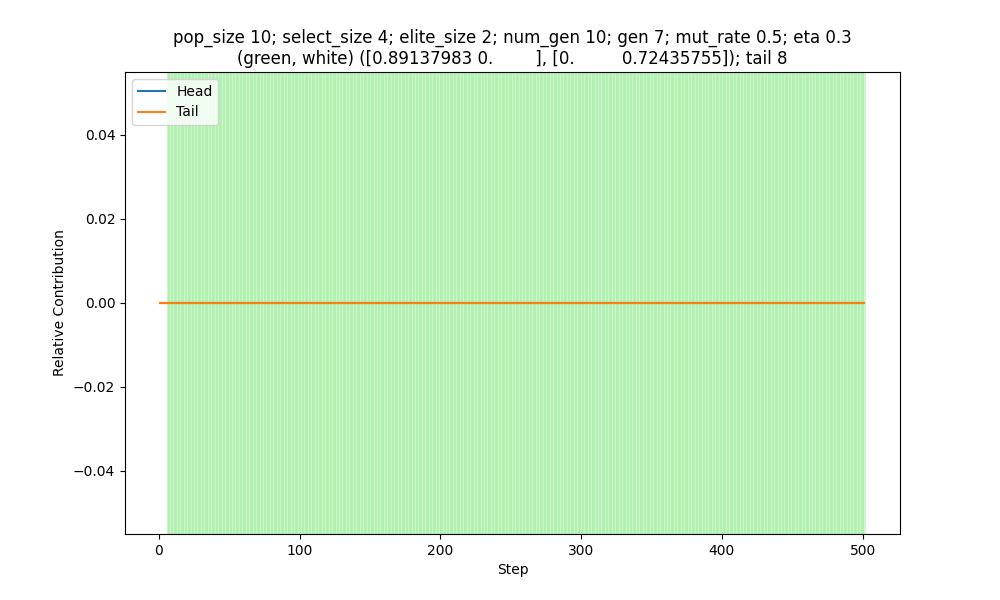 pop_size 10; select_size 4; elite_size 2; num_gen 10; gen 7; mut_rate 0.5; eta 0.3
(green, white) ([0.89137983 0.         ], [0.         0.72435755]); tail 8
Head
Tail
0.04
0.02
0.00
−0.02
−0.04
Relative Contribution
0 100 200 300 400 500
Step